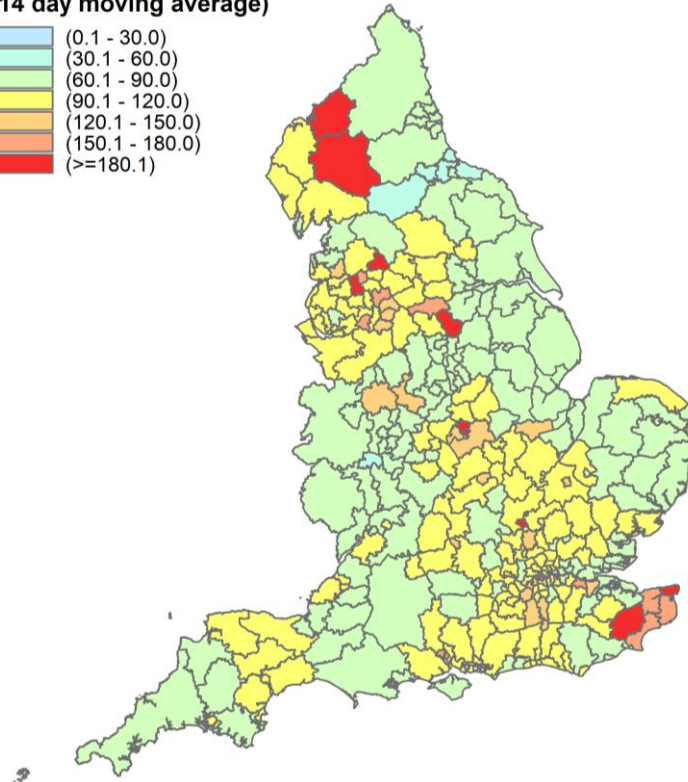 14 day moving average)
(0.1 - 30.0)
(30.1 - 60.0)
(60.1 - 90.0)
(90.1 - 120.0)
(120.1 - 150.0)
(150.1 - 180.0)
(>=180.1)